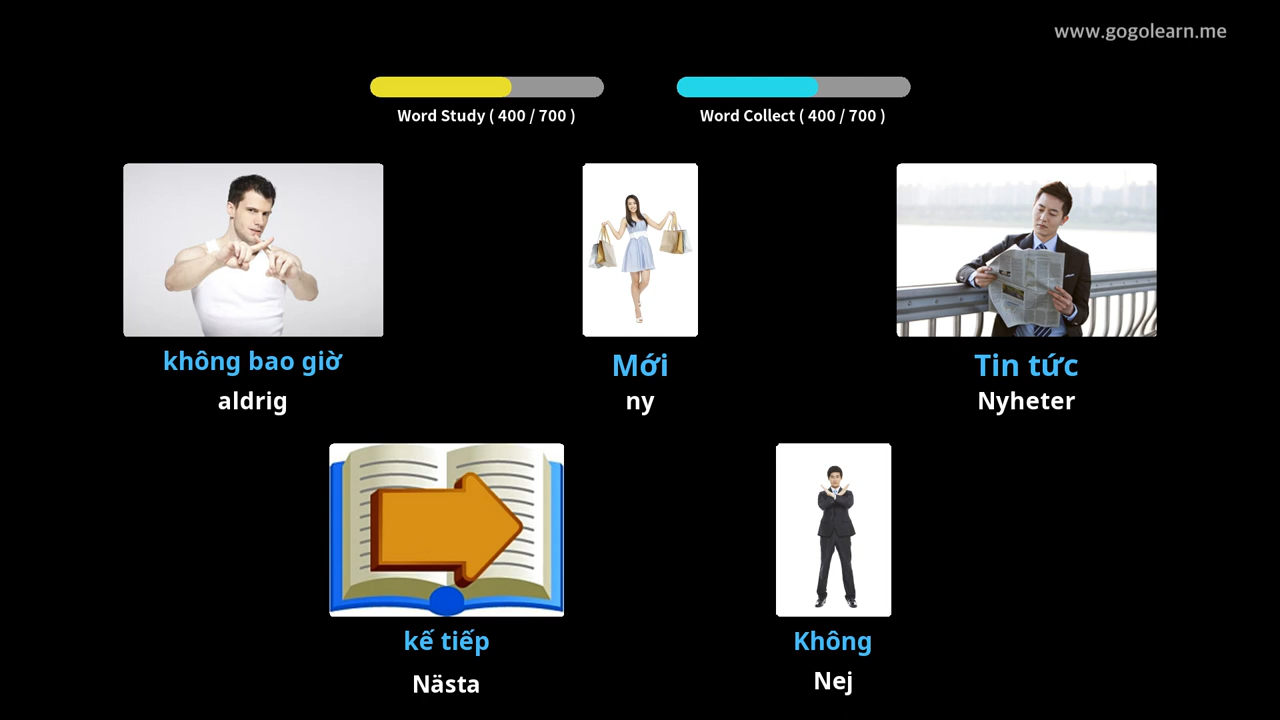 www.gogolearn.me
Word Study ( 400 / 700 )
Word Collect ( 400 / 700 )
không bao giờ
aldrig
Mới
ny
Tin tức
Nyheter
kế tiếp
Nästa
Không
Nej